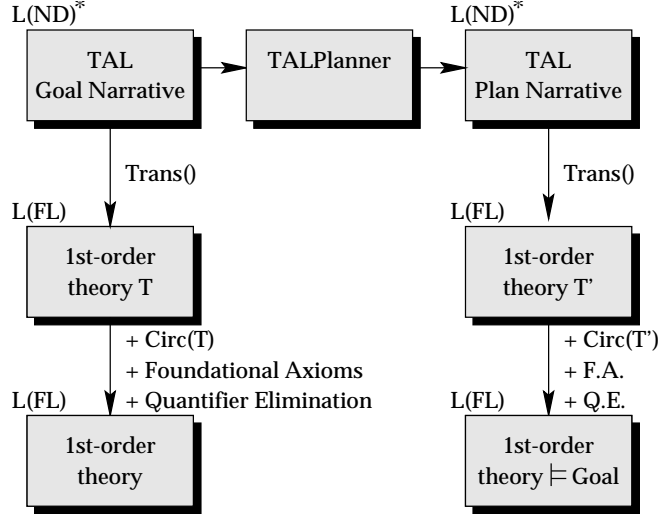 L(ND)*
L(ND)*
TAL
Goal Narrative
TALPlanner
TAL
Plan Narrative
Trans()
Trans()
L(FL)
L(FL)
1st-order
theory T
1st-order
theory T'
+ Circ(T)
+ Foundational Axioms
+ Quantifier Elimination
+ Circ(T')
+ F.A.
+ Q.E.
L(FL)
L(FL)
1st-order
theory
1st-order
theory ⊨ Goal